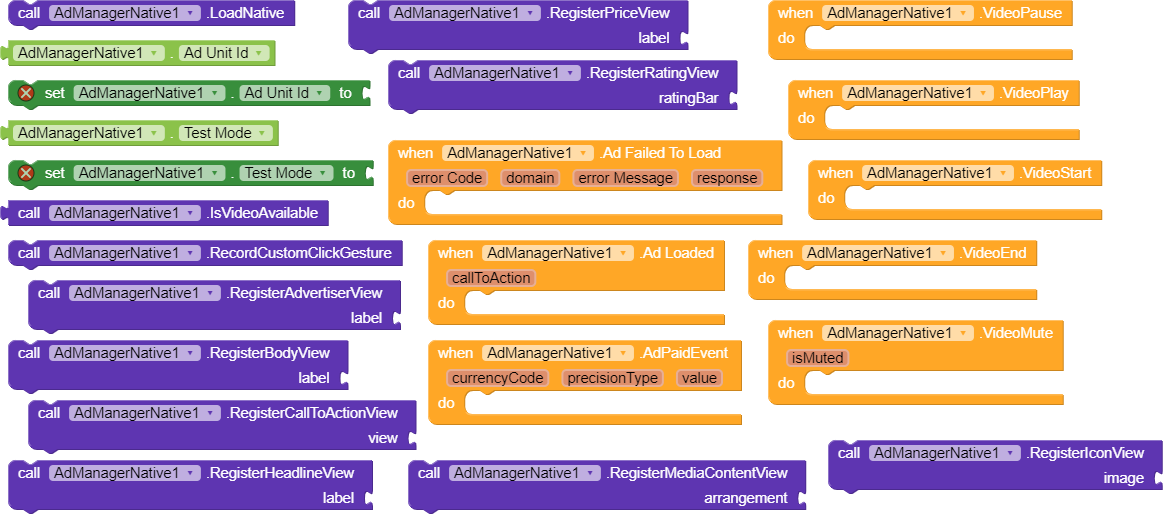 call AdManagerNative1 .LoadNative
AdManagerNative1 . Ad Unit Id
set AdManagerNative1 . Ad Unit Id to
AdManagerNative1 . Test Mode
set AdManagerNative1 . Test Mode to
call AdManagerNative1 .IsVideoAvailable
call AdManagerNative1 .RecordCustomClickGesture
call AdManagerNative1 .RegisterAdvertiserView
label
call AdManagerNative1 .RegisterBodyView
label
call AdManagerNative1 .RegisterCallToActionView
view
call AdManagerNative1 .RegisterHeadlineView
label
call AdManagerNative1 .RegisterPriceView
label
call AdManagerNative1 .RegisterRatingView
ratingBar
when AdManagerNative1 .Ad Failed To Load
error Code domain error Message response
do
when AdManagerNative1 .Ad Loaded
callToAction
do
when AdManagerNative1 .AdPaidEvent
currencyCode precisionType value
do
call AdManagerNative1 .RegisterMediaContentView
arrangement
when AdManagerNative1 .VideoPause
do
when AdManagerNative1 .VideoPlay
do
when AdManagerNative1 .VideoStart
do
when AdManagerNative1 .VideoEnd
do
when AdManagerNative1 .VideoMute
isMuted
do
call AdManagerNative1 .RegisterIconView
image